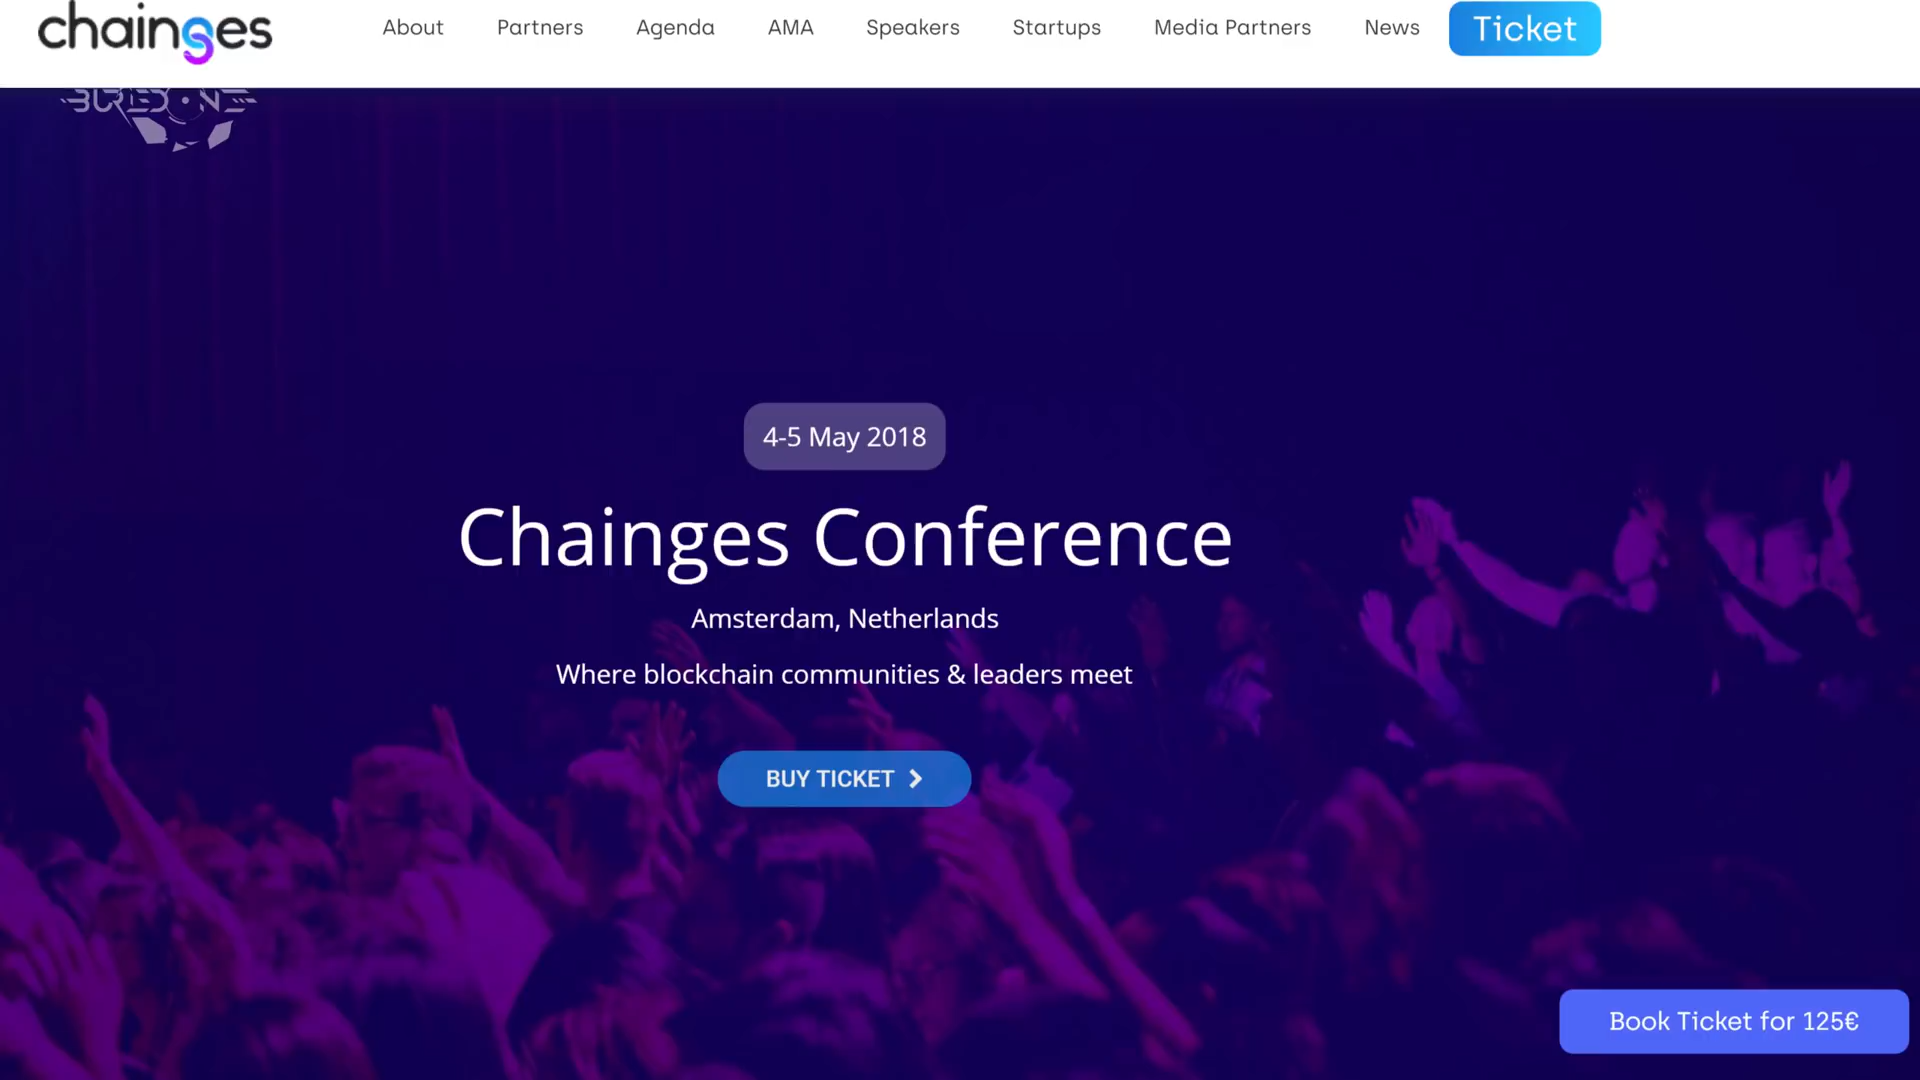 chainges
About Partners Agenda AMA Speakers Startups Media Partners News Ticket
4-5 May 2018
Chainges Conference
Amsterdam, Netherlands
Where blockchain communities & leaders meet
BUY TICKET
Book Ticket for 125€